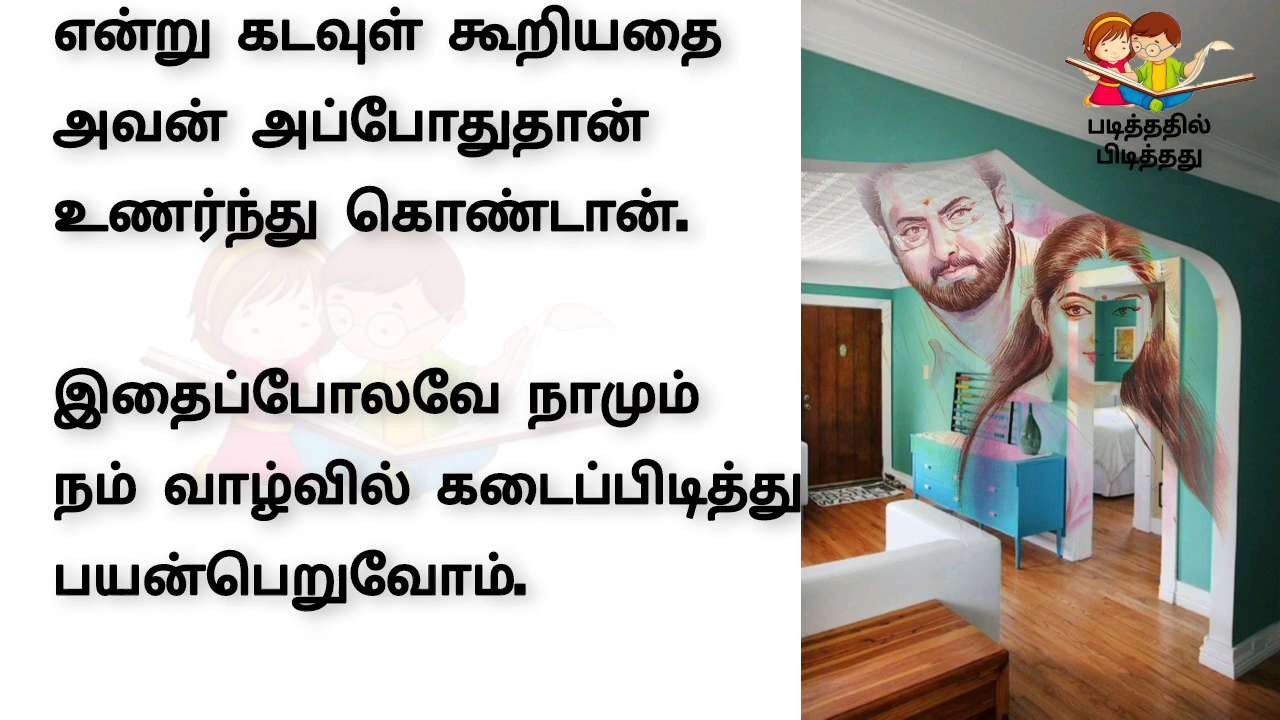 என்று கடவுள் கூறியதை
அவன் அப்போதுதான்
உணர்ந்து கொண்டான்.
இதைப்போலவே நாமும்
நம் வாழ்வில் கடைப்பிடித்து
பயன்பெறுவோம்.
படித்ததில்
பிடித்தது